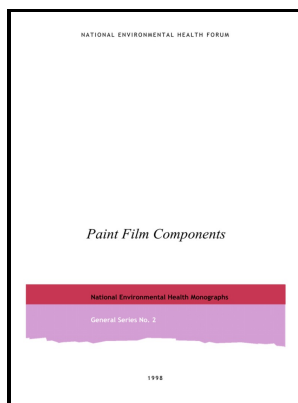 NATIONAL ENVIRONMENTAL HEALTH FORUM
Paint Film Components
National Environmental Health Monographs
General Series No. 2
1998